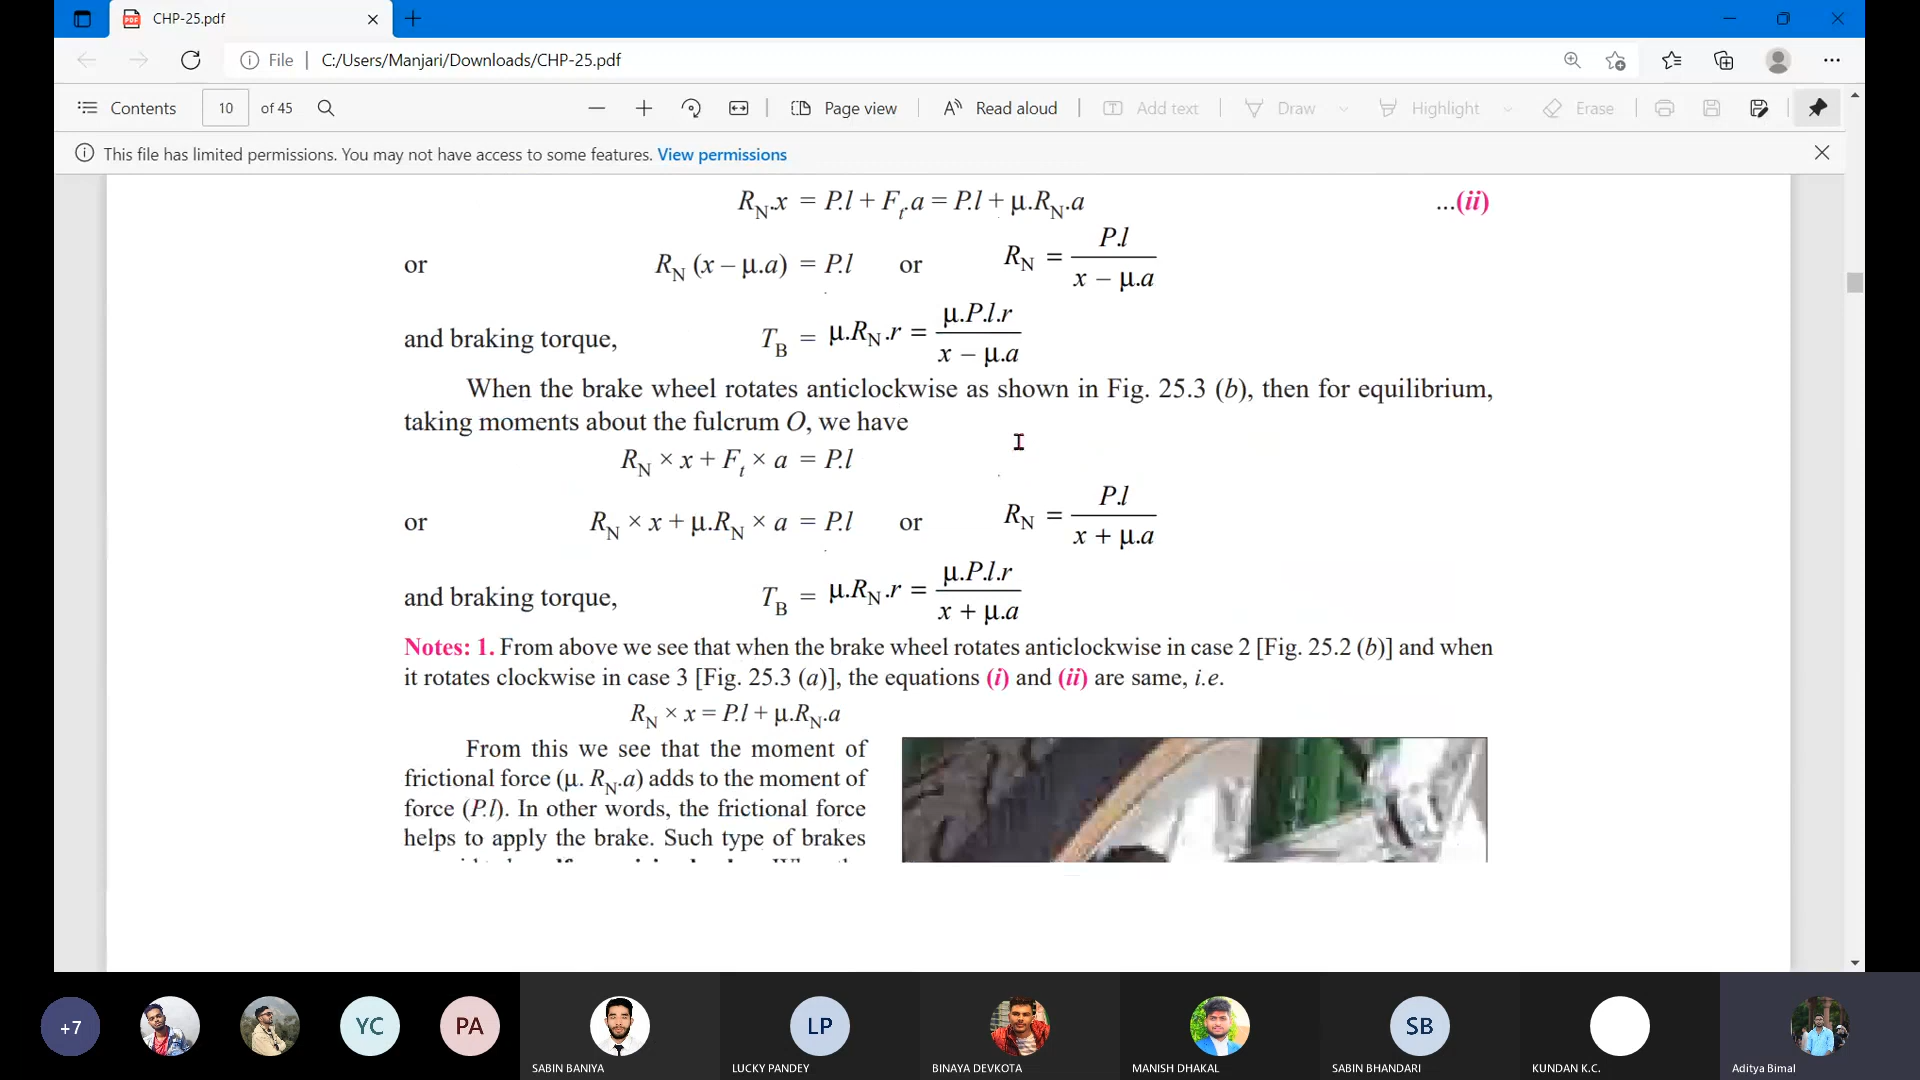 CHP-25.pdf
File | C:/Users/Manjari/Downloads/CHP-25.pdf
Contents 10 of 45 Page view Read aloud Add text Draw Highlight Erase
This file has limited permissions. You may not have access to some features. View permissions
R_N.x = P.l + F_t.a = P.l + μ.R_N.a ...(ii)
or R_N (x – μ.a) = P.l or R_N = P.l / (x – μ.a)
and braking torque, T_B = μ.R_N.r = μ.P.l.r / (x – μ.a)
When the brake wheel rotates anticlockwise as shown in Fig. 25.3 (b), then for equilibrium,
taking moments about the fulcrum O, we have
R_N × x + F_t × a = P.l
or R_N × x + μ.R_N × a = P.l or R_N = P.l / (x + μ.a)
and braking torque, T_B = μ.R_N.r = μ.P.l.r / (x + μ.a)
Notes: 1. From above we see that when the brake wheel rotates anticlockwise in case 2 [Fig. 25.2 (b)] and when
it rotates clockwise in case 3 [Fig. 25.3 (a)], the equations (i) and (ii) are same, i.e.
R_N × x = P.l + μ.R_N.a
From this we see that the moment of
frictional force (μ. R_N.a) adds to the moment of
force (P.l). In other words, the frictional force
helps to apply the brake. Such type of brakes
+7 YC PA LP SB
SABIN BANIYA LUCKY PANDEY BINAYA DEVKOTA MANISH DHAKAL SABIN BHANDARI KUNDAN K.C. Aditya Bimal